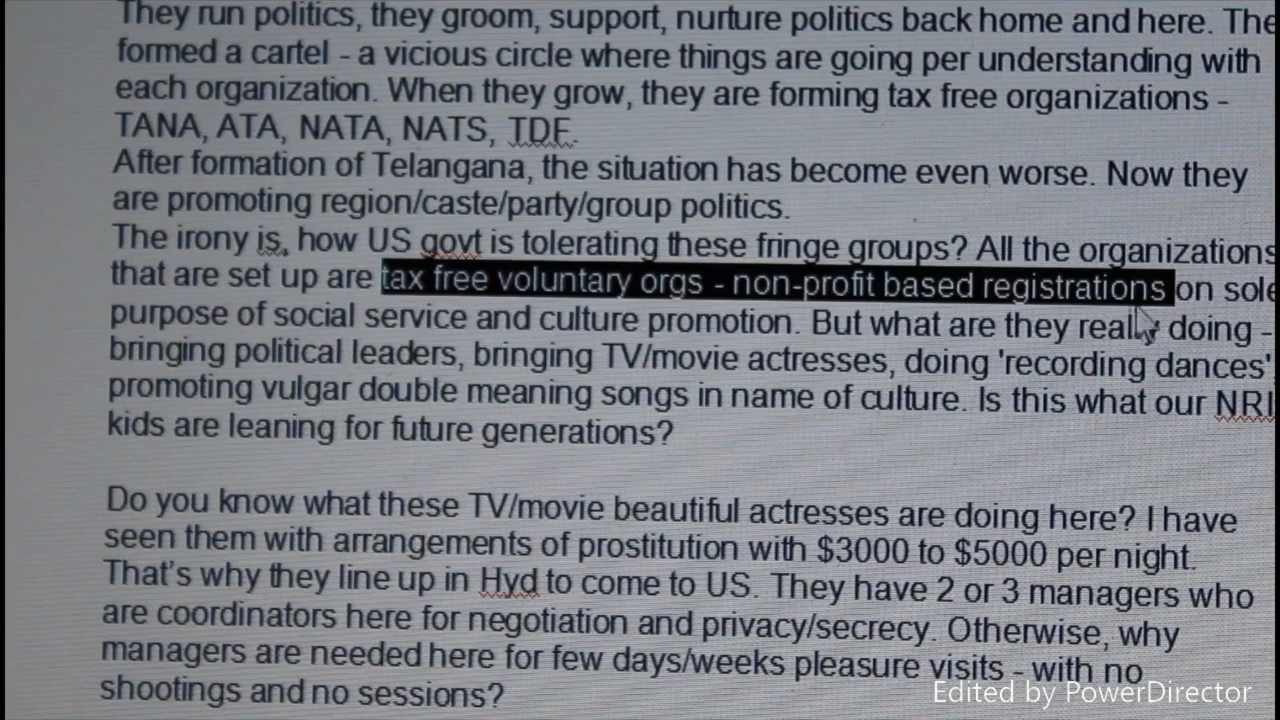 They run politics, they groom, support, nurture politics back home and here. The
formed a cartel - a vicious circle where things are going per understanding with
each organization. When they grow, they are forming tax free organizations -
TANA, ATA, NATA, NATS, TDF.
After formation of Telangana, the situation has become even worse. Now they
are promoting region/caste/party/group politics.
The irony is, how US govt is tolerating these fringe groups? All the organizations
that are set up are tax free voluntary orgs - non-profit based registrations on sole
purpose of social service and culture promotion. But what are they really doing -
bringing political leaders, bringing TV/movie actresses, doing 'recording dances'
promoting vulgar double meaning songs in name of culture. Is this what our NRI
kids are leaning for future generations?
Do you know what these TV/movie beautiful actresses are doing here? I have
seen them with arrangements of prostitution with $3000 to $5000 per night.
That's why they line up in Hyd to come to US. They have 2 or 3 managers who
are coordinators here for negotiation and privacy/secrecy. Otherwise, why
managers are needed here for few days/weeks pleasure visits - with no
shootings and no sessions?
Edited by PowerDirector